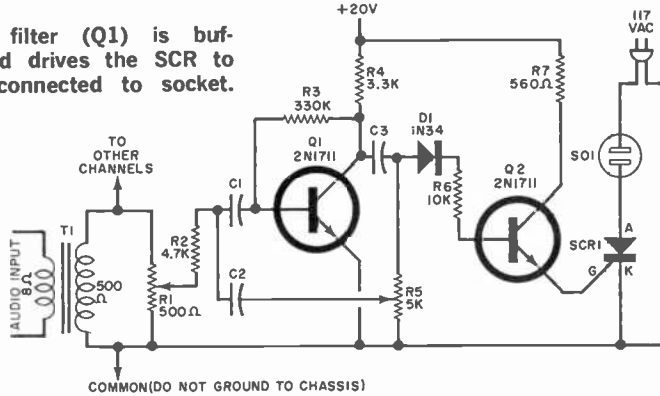 filter (Q1) is buf-
d drives the SCR to
connected to socket.
+20V
117
VAC
R4
3.3K
R7
560Ω
R3
330K
Q1
2N1711
C3
D1
1N34
TO
OTHER
CHANNELS
C1
Q2
2N1711
SO1
R6
10K
R2
4.7K
T1
AUDIO INPUT
8Ω
500
Ω
R1
500Ω
C2
R5
5K
SCR1
A
G
K
COMMON(DO NOT GROUND TO CHASSIS)